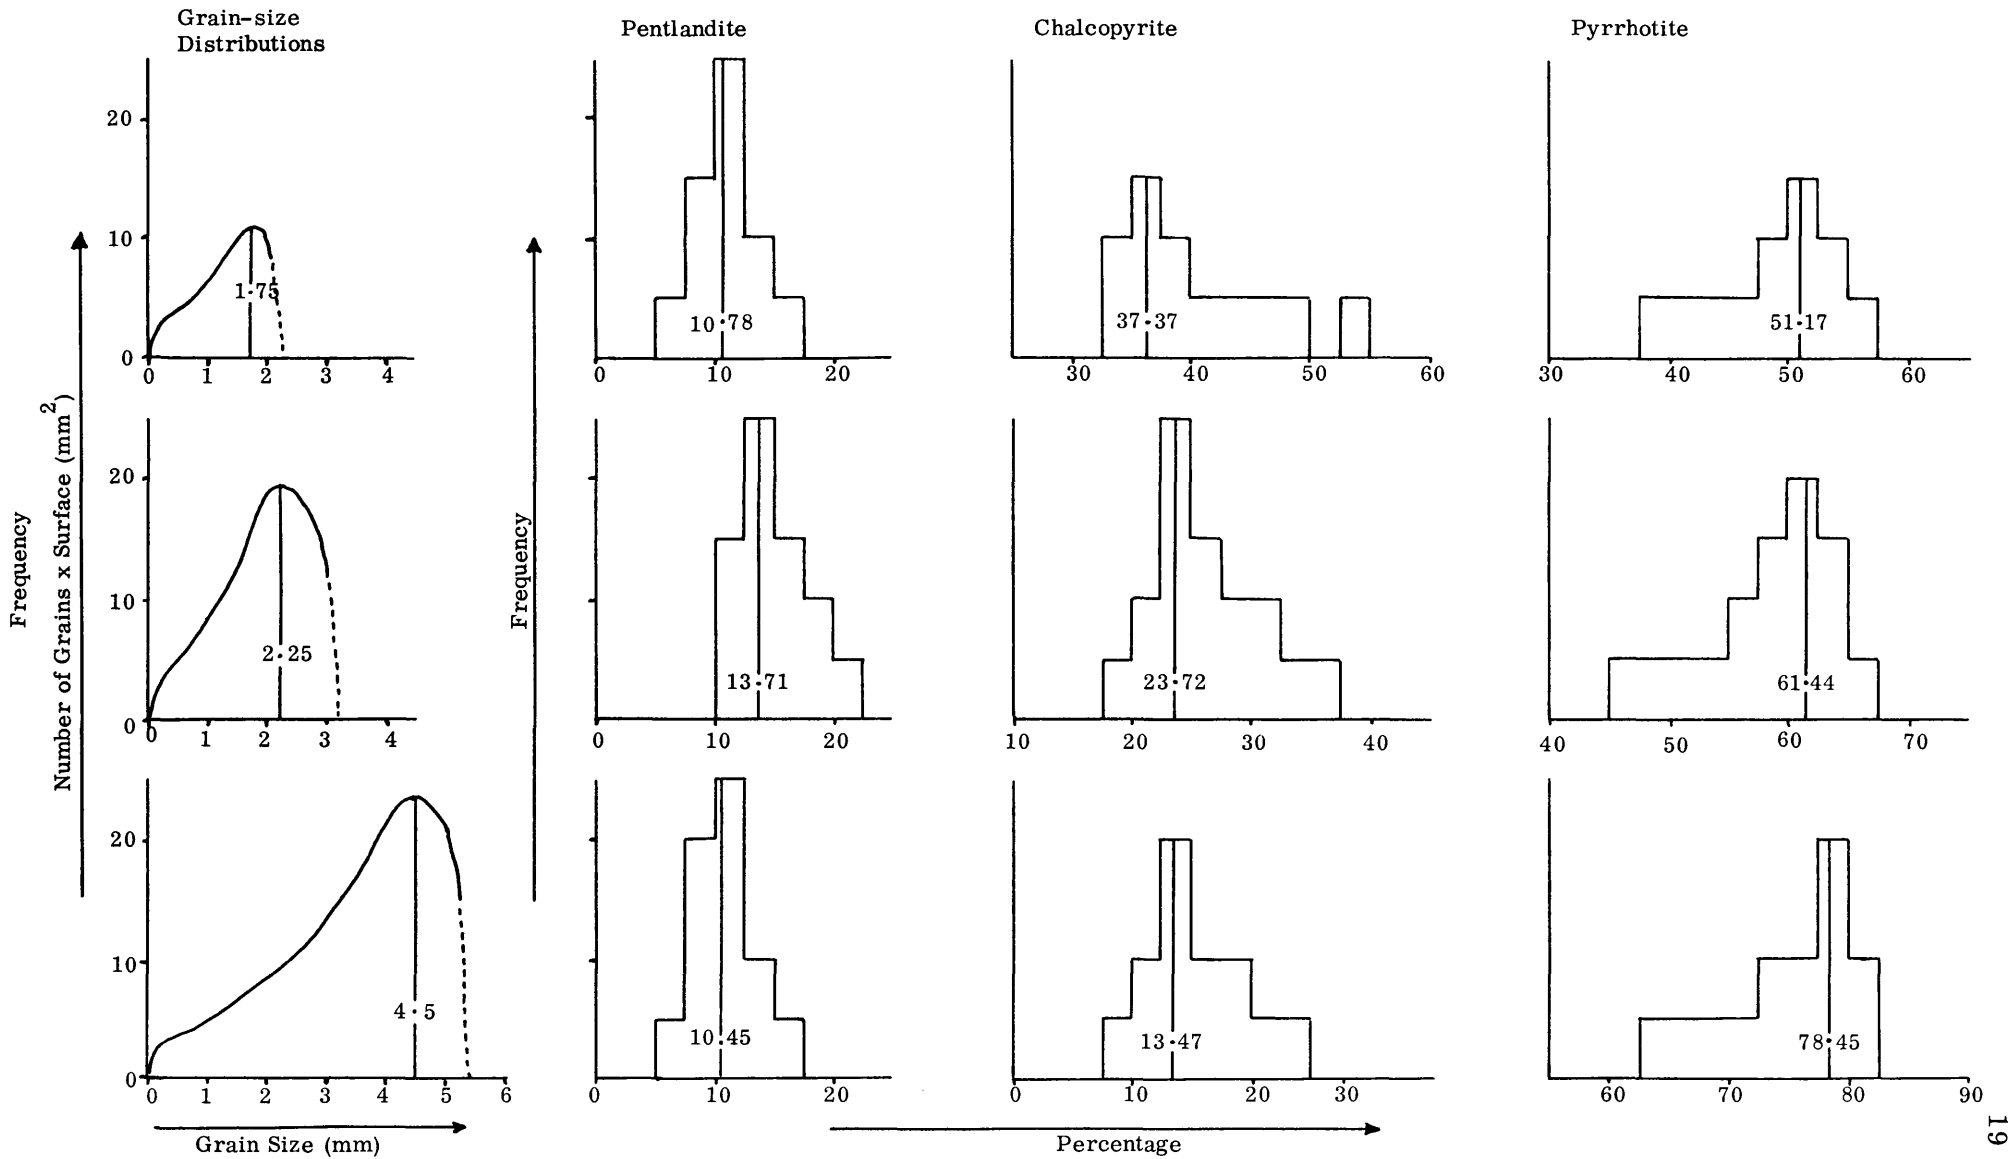 Grain-size
Distributions
Pentlandite
Chalcopyrite
Pyrrhotite
Frequency
Number of Grains x Surface (mm2)
Frequency
20
10
0
1·75
0 1 2 3 4
10·78
0 10 20
37·37
30 40 50 60
51·17
30 40 50 60
20
10
0
2·25
0 1 2 3 4
13·71
0 10 20
23·72
10 20 30 40
61·44
40 50 60 70
20
10
0
4·5
0 1 2 3 4 5 6
10·45
0 10 20
13·47
0 10 20 30
78·45
60 70 80 90
Grain Size (mm)
Percentage
19